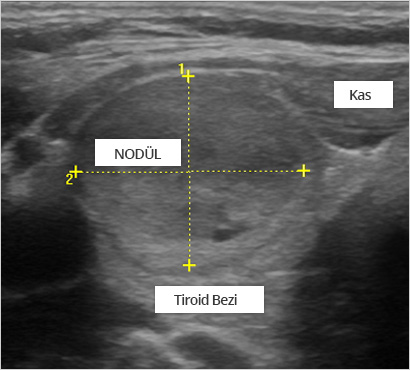 1
Kas
NODÜL
2
Tiroid Bezi